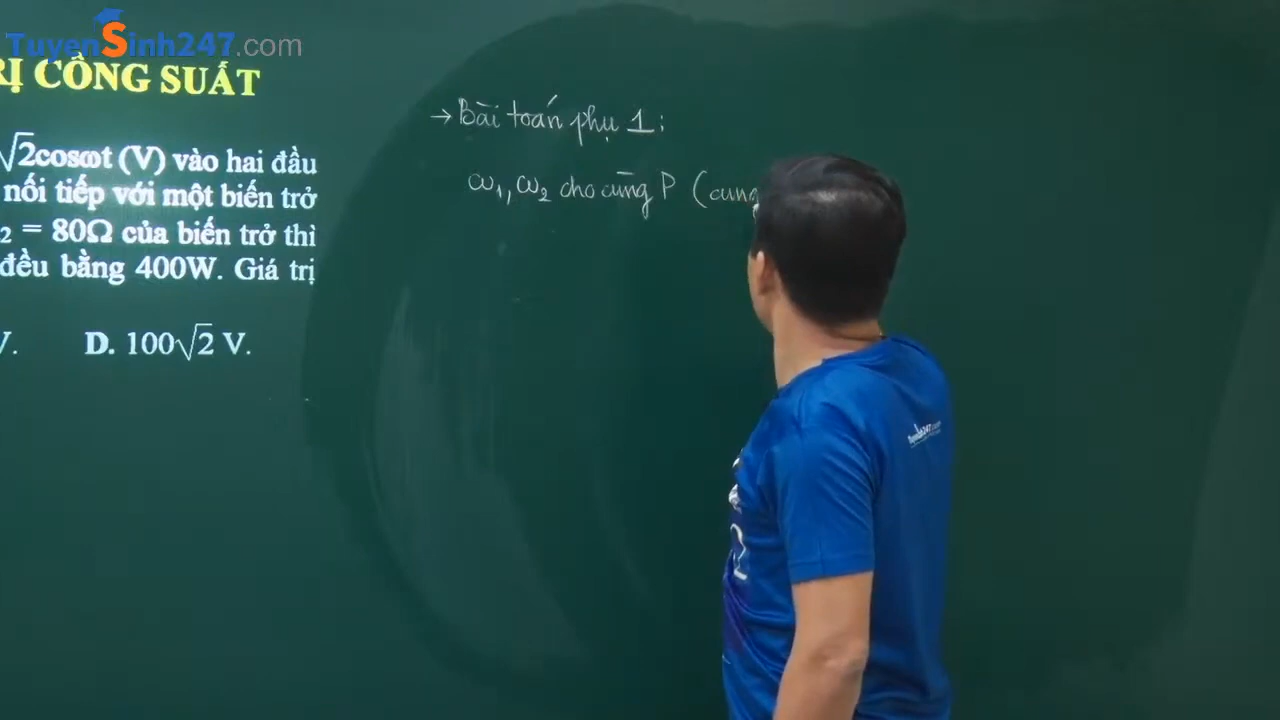 TuyenSinh247.com
RỊ CÔNG SUẤT
√2cosωt (V) vào hai đầu
nối tiếp với một biến trở
₂ = 80Ω của biến trở thì
đều bằng 400W. Giá trị
V. D. 100√2 V.
→ Bài toán phụ 1:
ω₁, ω₂ cho cùng P (cùng